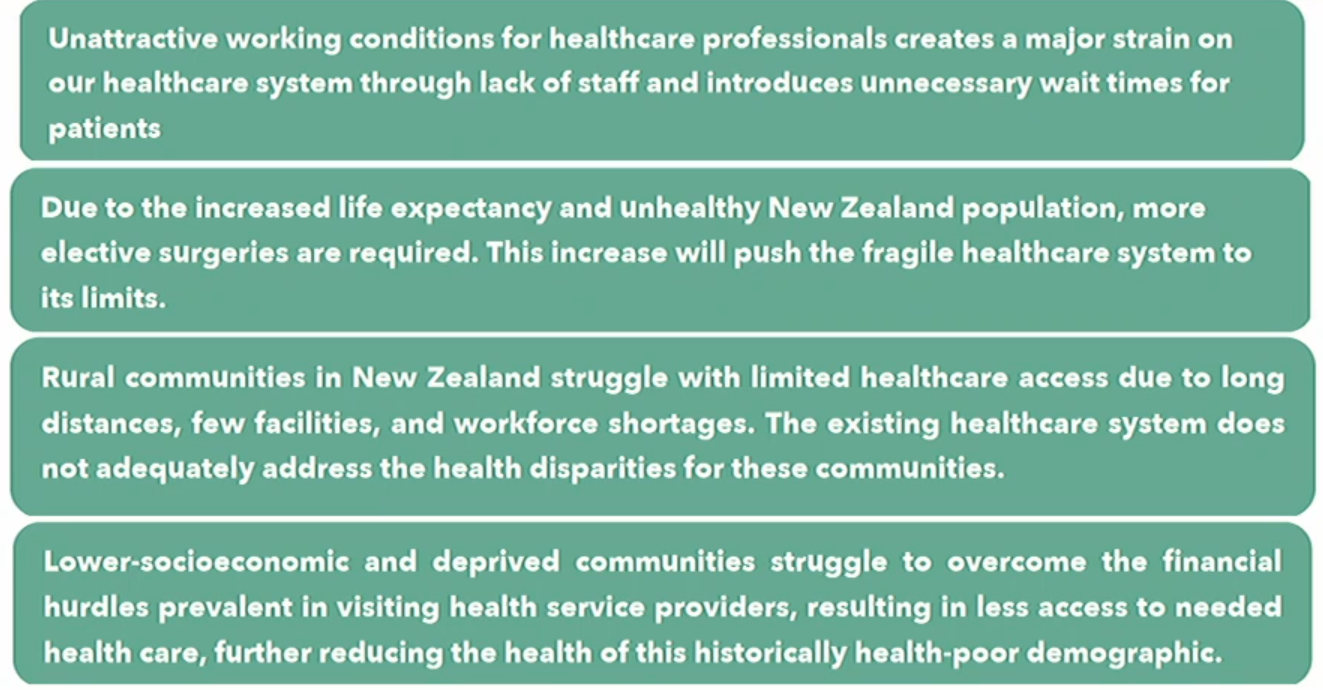 Unattractive working conditions for healthcare professionals creates a major strain on
our healthcare system through lack of staff and introduces unnecessary wait times for
patients
Due to the increased life expectancy and unhealthy New Zealand population, more
elective surgeries are required. This increase will push the fragile healthcare system to
its limits.
Rural communities in New Zealand struggle with limited healthcare access due to long
distances, few facilities, and workforce shortages. The existing healthcare system does
not adequately address the health disparities for these communities.
Lower-socioeconomic and deprived communities struggle to overcome the financial
hurdles prevalent in visiting health service providers, resulting in less access to needed
health care, further reducing the health of this historically health-poor demographic.